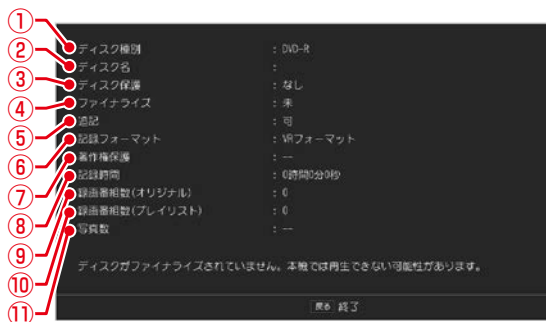 ① ディスク種別 : DVD-R
② ディスク名 :
③ ディスク保護 : なし
④ ファイナライズ : 未
⑤ 追記 : 可
⑥ 記録フォーマット : VRフォーマット
⑦ 著作権保護 : --
⑧ 記録時間 : 0時間0分0秒
⑨ 録画番組数(オリジナル) : 0
⑩ 録画番組数(プレイリスト) : 0
⑪ 写真数 : --
ディスクがファイナライズされていません。本機では再生できない可能性があります。
戻る 終了